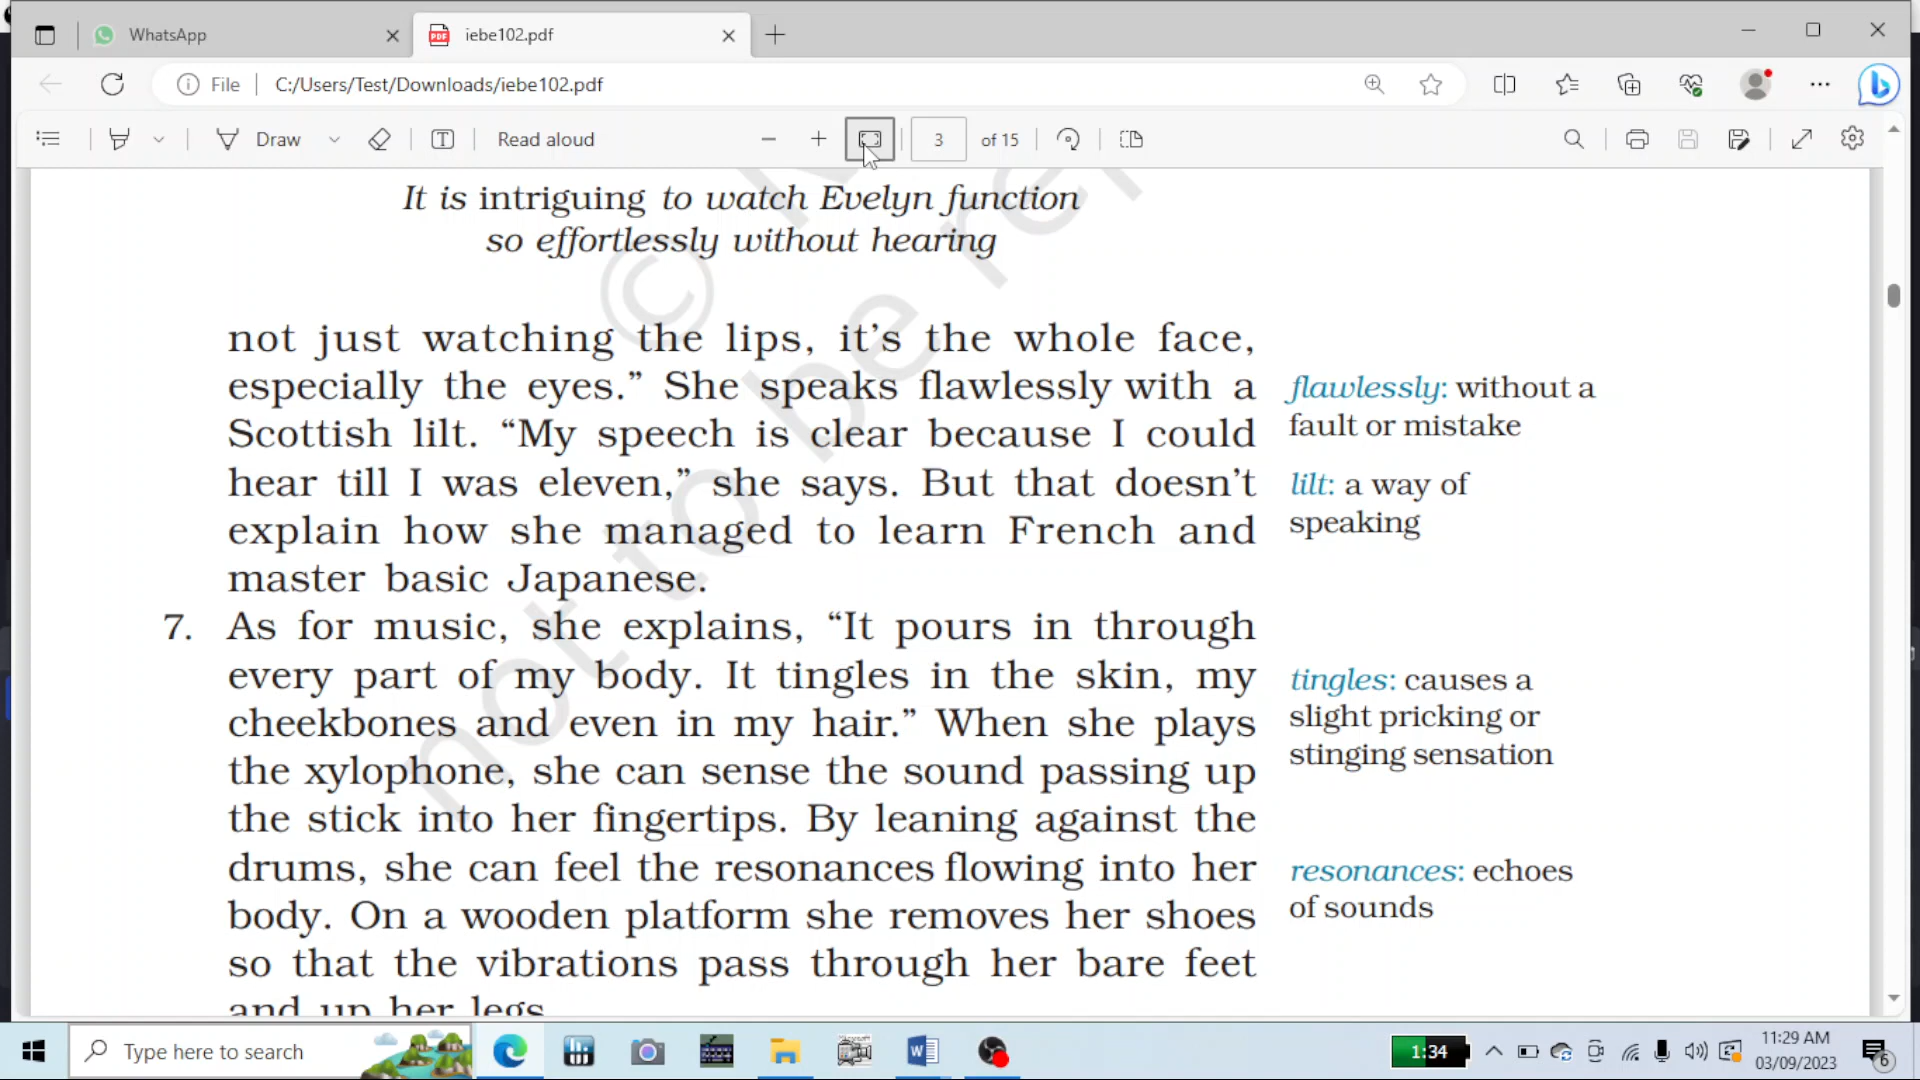 WhatsApp
iebe102.pdf
File
C:/Users/Test/Downloads/iebe102.pdf
Draw
Read aloud
3
of 15
It is intriguing to watch Evelyn function
so effortlessly without hearing
not just watching the lips, it's the whole face,
especially the eyes.” She speaks flawlessly with a
Scottish lilt. “My speech is clear because I could
hear till I was eleven,” she says. But that doesn't
explain how she managed to learn French and
master basic Japanese.
flawlessly: without a
fault or mistake
lilt: a way of
speaking
7. As for music, she explains, “It pours in through
every part of my body. It tingles in the skin, my
cheekbones and even in my hair.” When she plays
the xylophone, she can sense the sound passing up
the stick into her fingertips. By leaning against the
drums, she can feel the resonances flowing into her
body. On a wooden platform she removes her shoes
so that the vibrations pass through her bare feet
and up her legs.
tingles: causes a
slight pricking or
stinging sensation
resonances: echoes
of sounds
©
not to be re
Type here to search
1:34
11:29 AM
03/09/2023
6